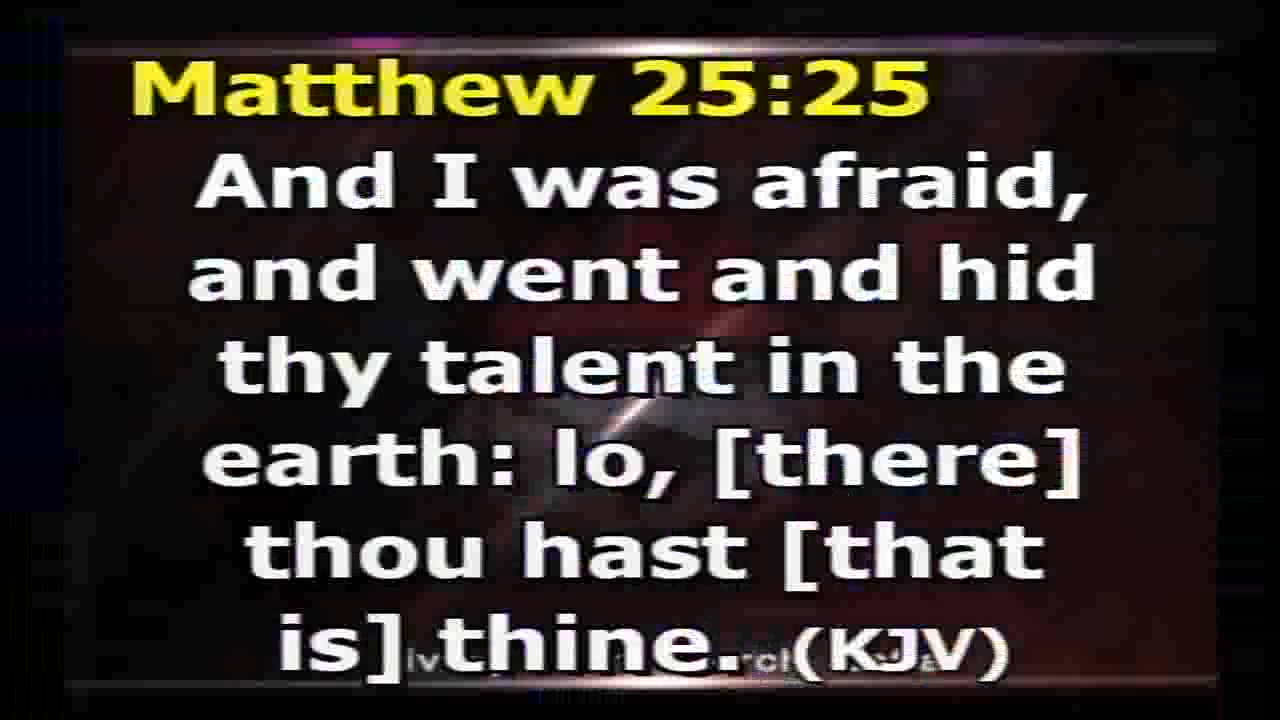 Matthew 25:25
And I was afraid,
and went and hid
thy talent in the
earth: lo, [there]
thou hast [that
is] thine. (KJV)